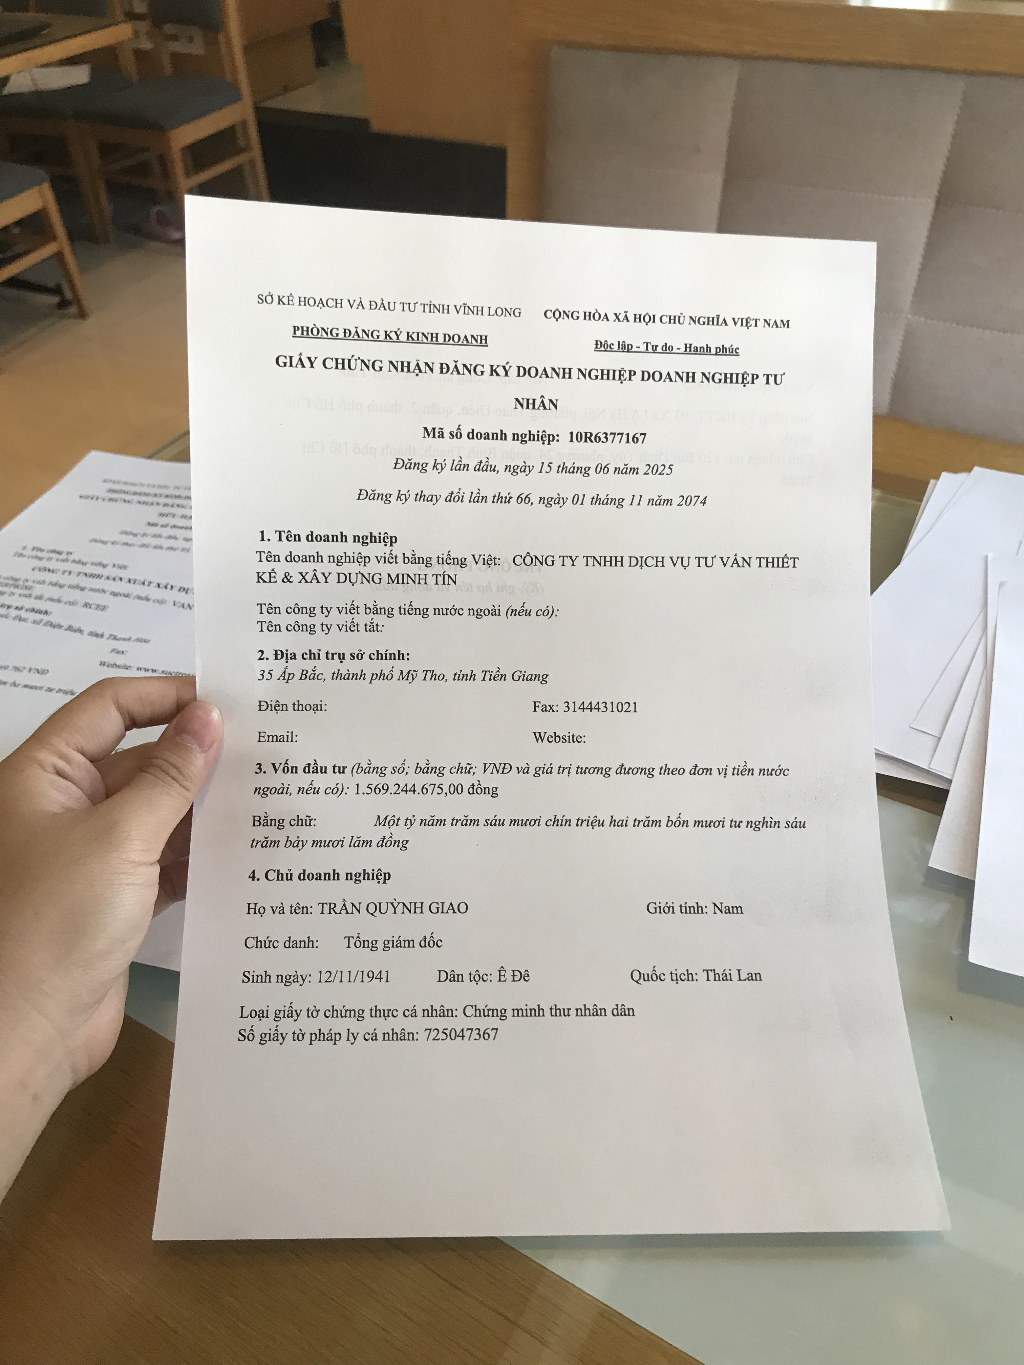 SỞ KẾ HOẠCH VÀ ĐẦU TƯ TỈNH VĨNH LONG
CỘNG HÒA XÃ HỘI CHỦ NGHĨA VIỆT NAM
PHÒNG ĐĂNG KÝ KINH DOANH
Độc lập - Tự do - Hạnh phúc
GIẤY CHỨNG NHẬN ĐĂNG KÝ DOANH NGHIỆP DOANH NGHIỆP TƯ
NHÂN
Mã số doanh nghiệp: 10R6377167
Đăng ký lần đầu, ngày 15 tháng 06 năm 2025
Đăng ký thay đổi lần thứ 66, ngày 01 tháng 11 năm 2074
1. Tên doanh nghiệp
Tên doanh nghiệp viết bằng tiếng Việt: CÔNG TY TNHH DỊCH VỤ TƯ VẤN THIẾT
KẾ & XÂY DỰNG MINH TÍN
Tên công ty viết bằng tiếng nước ngoài (nếu có):
Tên công ty viết tắt:
2. Địa chỉ trụ sở chính:
35 Ấp Bắc, thành phố Mỹ Tho, tỉnh Tiền Giang
Điện thoại: Fax: 3144431021
Email: Website:
3. Vốn đầu tư (bằng số; bằng chữ; VNĐ và giá trị tương đương theo đơn vị tiền nước
ngoài, nếu có): 1.569.244.675,00 đồng
Bằng chữ: Một tỷ năm trăm sáu mươi chín triệu hai trăm bốn mươi tư nghìn sáu
trăm bảy mươi lăm đồng
4. Chủ doanh nghiệp
Họ và tên: TRẦN QUỲNH GIAO Giới tính: Nam
Chức danh: Tổng giám đốc
Sinh ngày: 12/11/1941 Dân tộc: Ê Đê Quốc tịch: Thái Lan
Loại giấy tờ chứng thực cá nhân: Chứng minh thư nhân dân
Số giấy tờ pháp lý cá nhân: 725047367